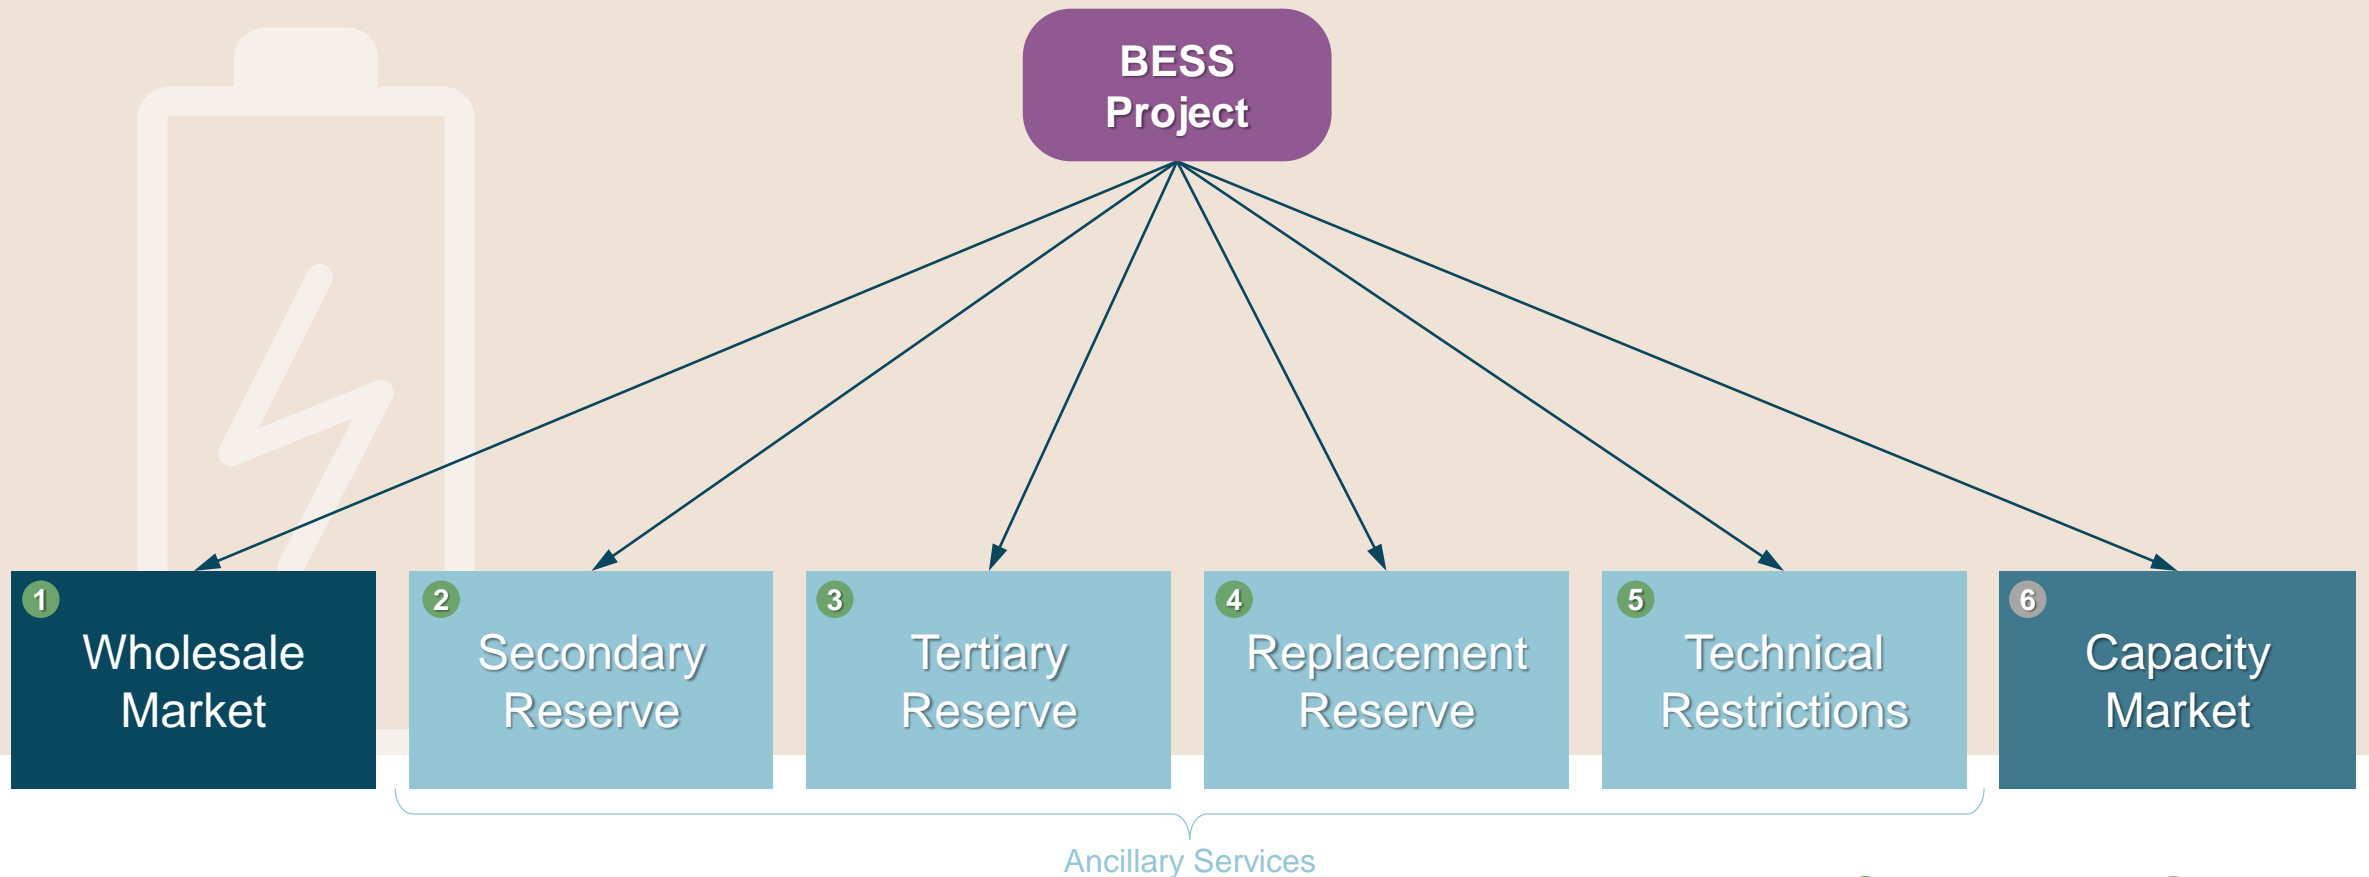 BESS
Project
1
Wholesale
Market
2
Secondary
Reserve
3
Tertiary
Reserve
4
Replacement
Reserve
5
Technical
Restrictions
6
Capacity
Market
Ancillary Services